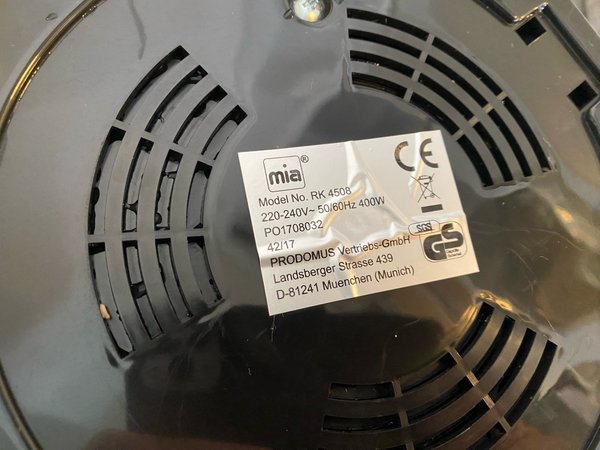 mia®
CE
Model No. RK 4508
220-240V~ 50/60Hz 400W
PO1708032
42/17
SGS
GS
PRODOMUS Vertriebs-GmbH
Landsberger Strasse 439
D-81241 Muenchen (Munich)